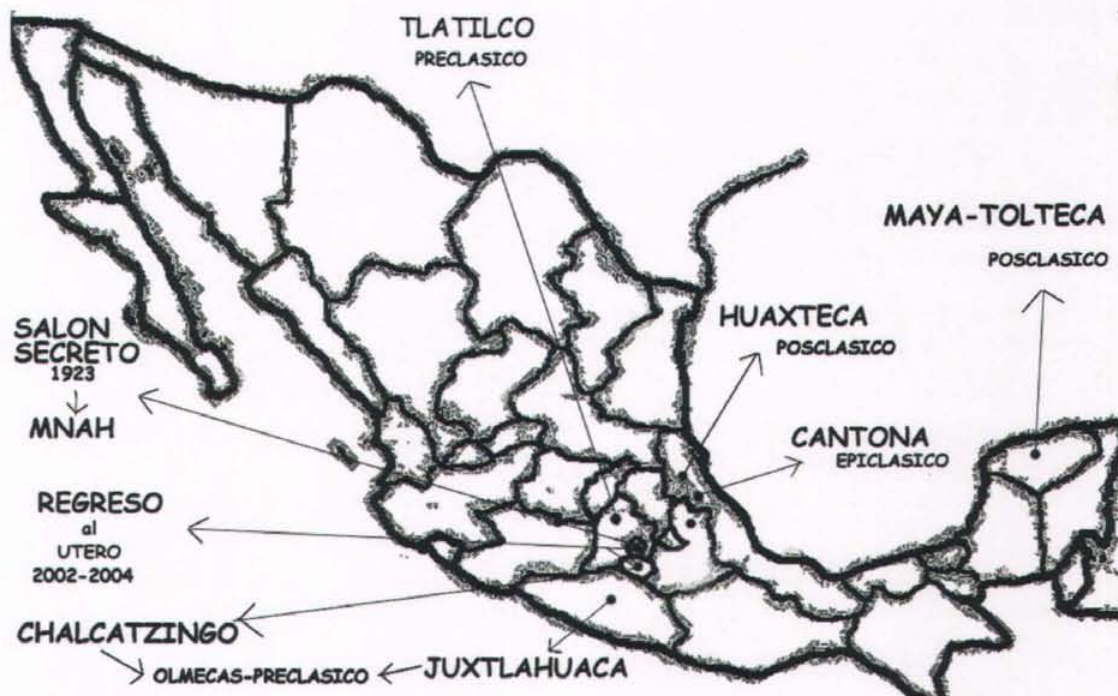 TLATILCO
PRECLASICO
MAYA-TOLTECA
POSCLASICO
HUAXTECA
POSCLASICO
SALON
SECRETO
1923
MNAH
CANTONA
EPICLASICO
REGRESO
al
UTERO
2002-2004
CHALCATZINGO
OLMECAS-PRECLASICO
JUXTLAHUACA